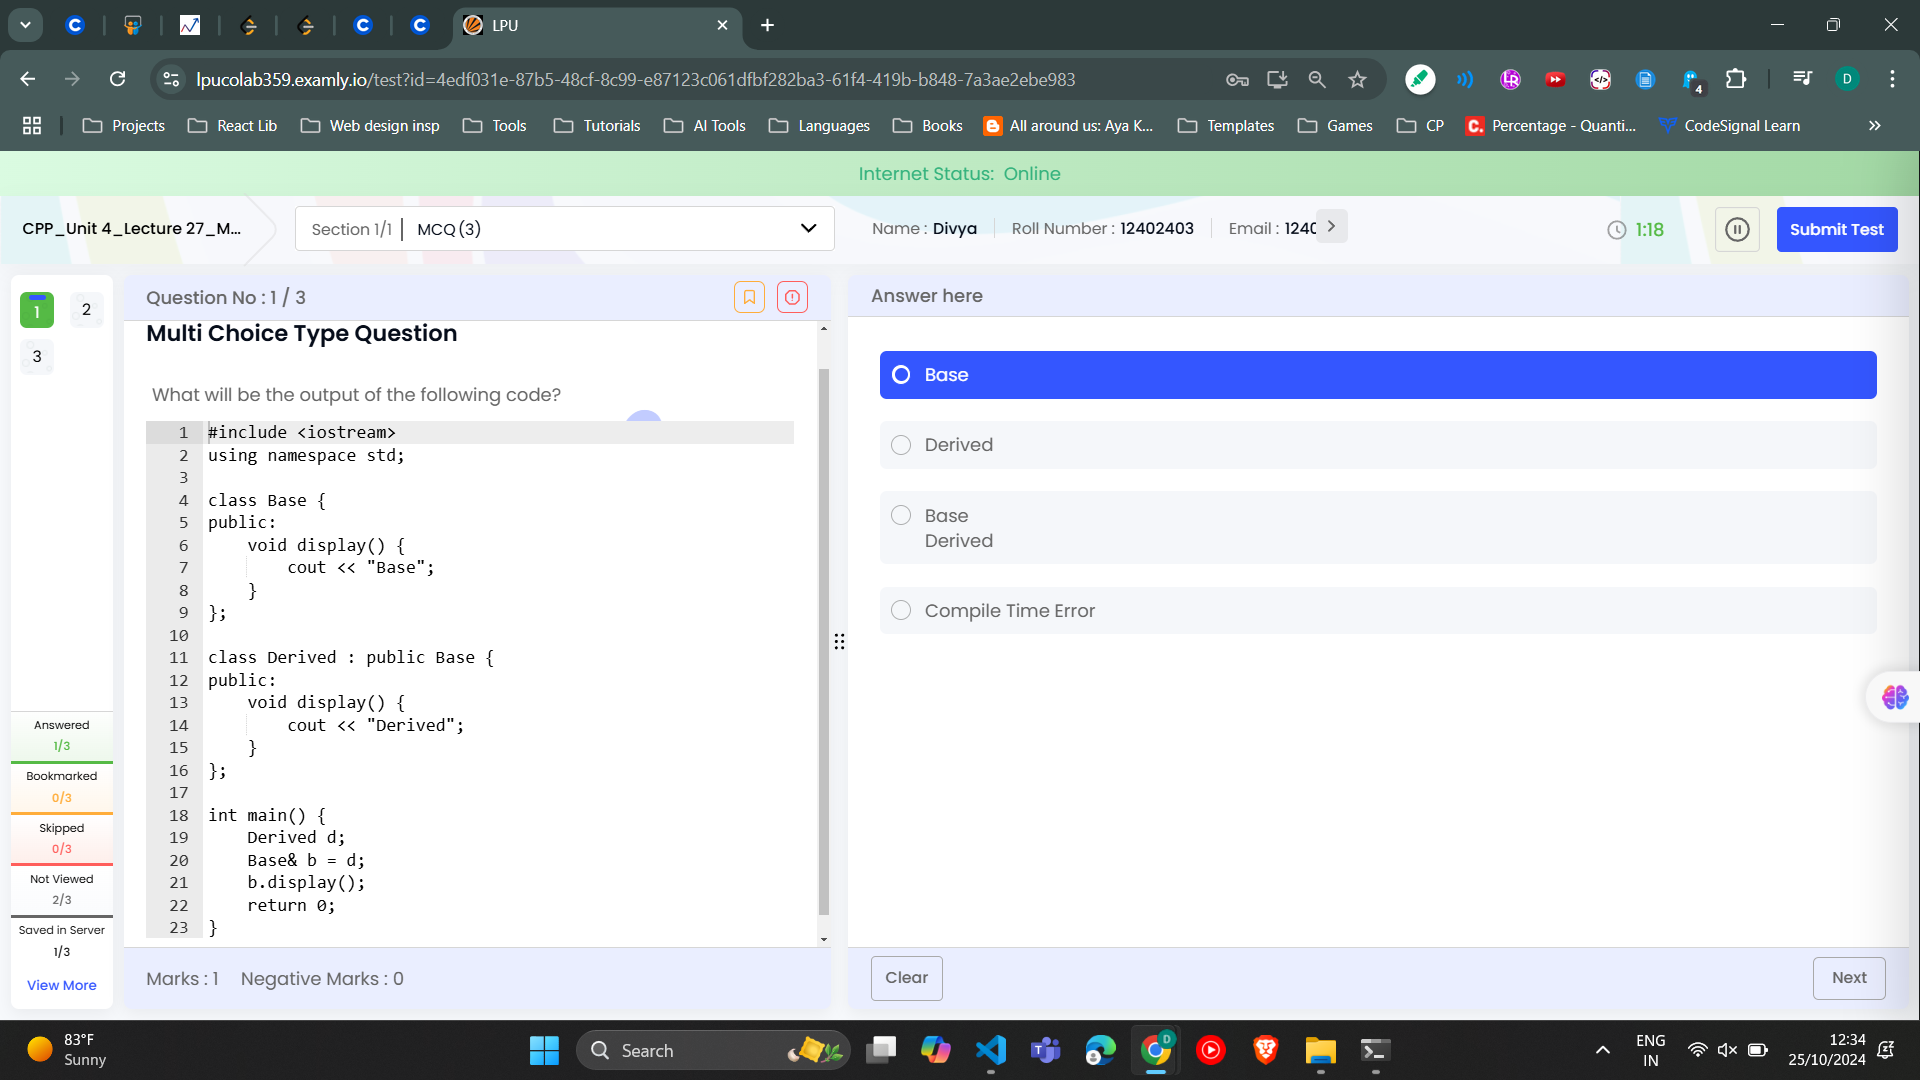 LPU
lpucolab359.examly.io/test?id=4edf031e-87b5-48cf-8c99-e87123c061dfbf282ba3-61f4-419b-b848-7a3ae2ebe983
4
D
Projects
React Lib
Web design insp
Tools
Tutorials
AI Tools
Languages
Books
All around us: Aya K...
Templates
Games
CP
Percentage - Quanti...
CodeSignal Learn
Internet Status: Online
CPP_Unit 4_Lecture 27_M...
Section 1/1 | MCQ (3)
Name : Divya
Roll Number : 12402403
Email : 1240
1:18
Submit Test
1
2
3
Question No : 1 / 3
Multi Choice Type Question
What will be the output of the following code?
1 #include <iostream>
2 using namespace std;
3
4 class Base {
5 public:
6     void display() {
7         cout << "Base";
8     }
9 };
10
11 class Derived : public Base {
12 public:
13     void display() {
14         cout << "Derived";
15     }
16 };
17
18 int main() {
19     Derived d;
20     Base& b = d;
21     b.display();
22     return 0;
23 }
Marks : 1
Negative Marks : 0
Answer here
Base
Derived
Base
Derived
Compile Time Error
Clear
Next
Answered
1/3
Bookmarked
0/3
Skipped
0/3
Not Viewed
2/3
Saved in Server
1/3
View More
83°F
Sunny
Search
D
ENG
IN
12:34
25/10/2024